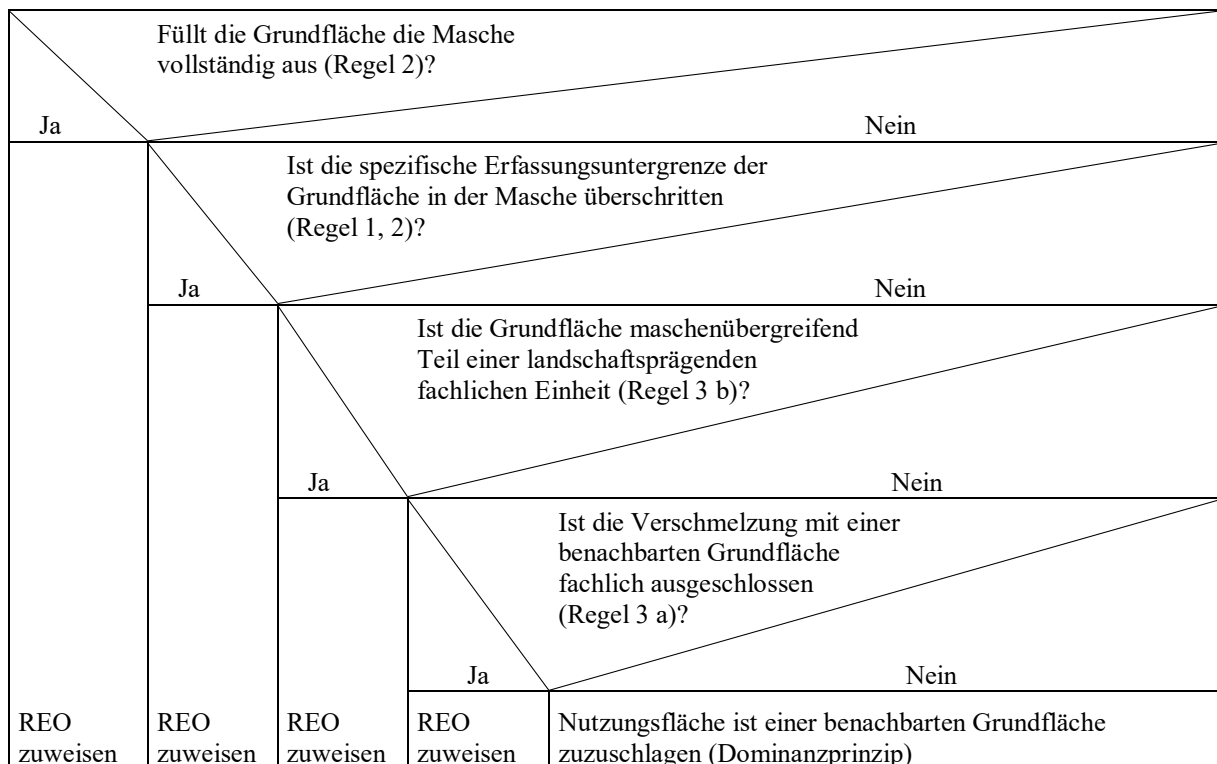 Füllt die Grundfläche die Masche
vollständig aus (Regel 2)?
Ja
Nein
Ist die spezifische Erfassungsuntergrenze der
Grundfläche in der Masche überschritten
(Regel 1, 2)?
Ja
Nein
Ist die Grundfläche maschenübergreifend
Teil einer landschaftsprägenden
fachlichen Einheit (Regel 3 b)?
Ja
Nein
Ist die Verschmelzung mit einer
benachbarten Grundfläche
fachlich ausgeschlossen
(Regel 3 a)?
Ja
Nein
REO
zuweisen
REO
zuweisen
REO
zuweisen
REO
zuweisen
Nutzungsfläche ist einer benachbarten Grundfläche
zuzuschlagen (Dominanzprinzip)